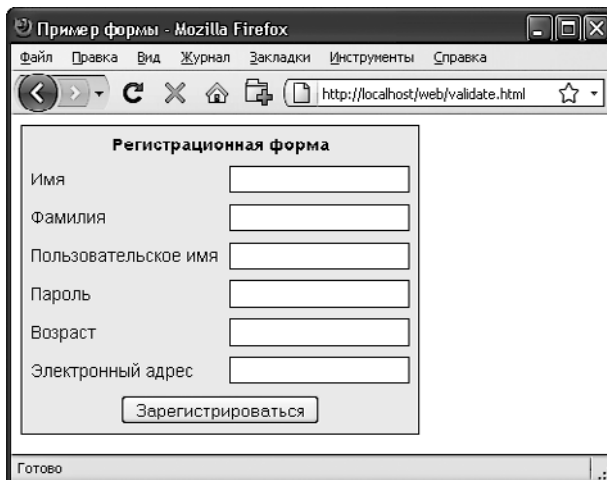 Пример формы - Mozilla Firefox
Файл Правка Вид Журнал Закладки Инструменты Справка
http://localhost/web/validate.html
Регистрационная форма
Имя
Фамилия
Пользовательское имя
Пароль
Возраст
Электронный адрес
Зарегистрироваться
Готово